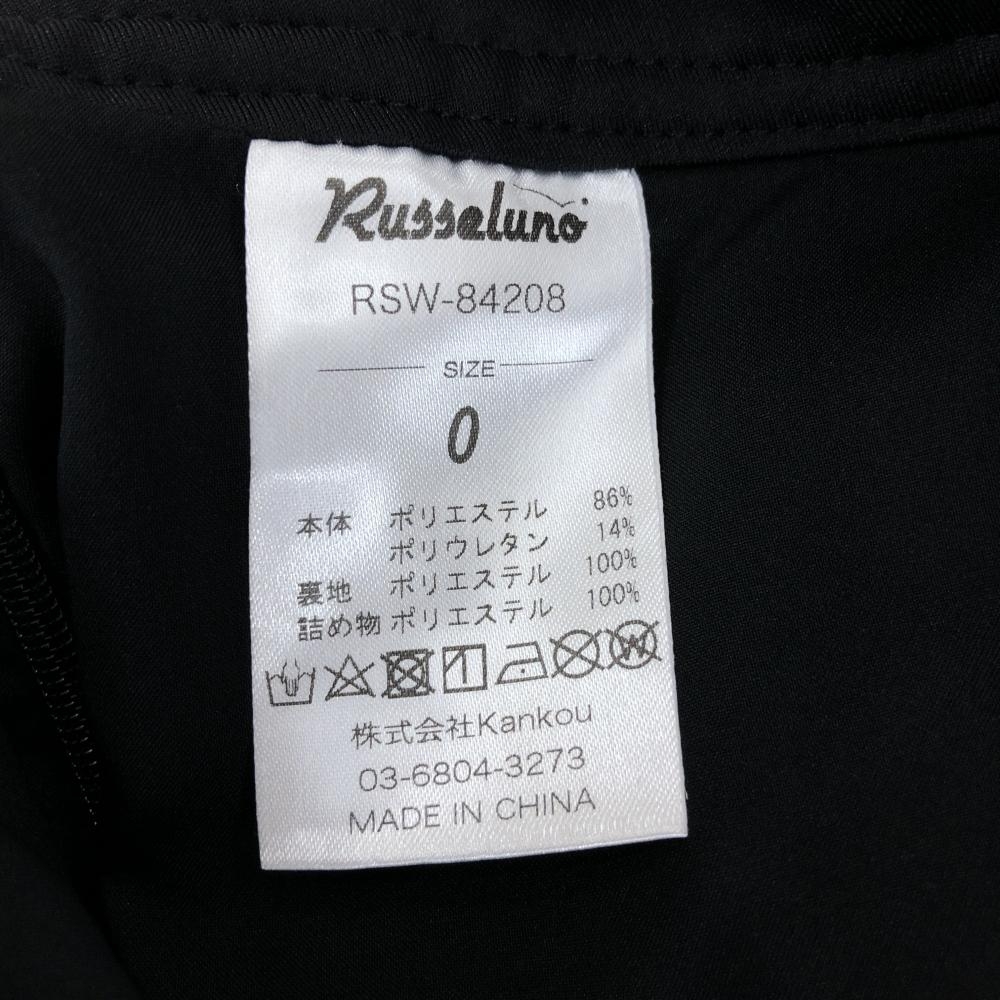 Russeluno
RSW-84208
SIZE
0
本体 ポリエステル 86%
ポリウレタン 14%
裏地 ポリエステル 100%
詰め物 ポリエステル 100%
W
株式会社Kankou
03-6804-3273
MADE IN CHINA